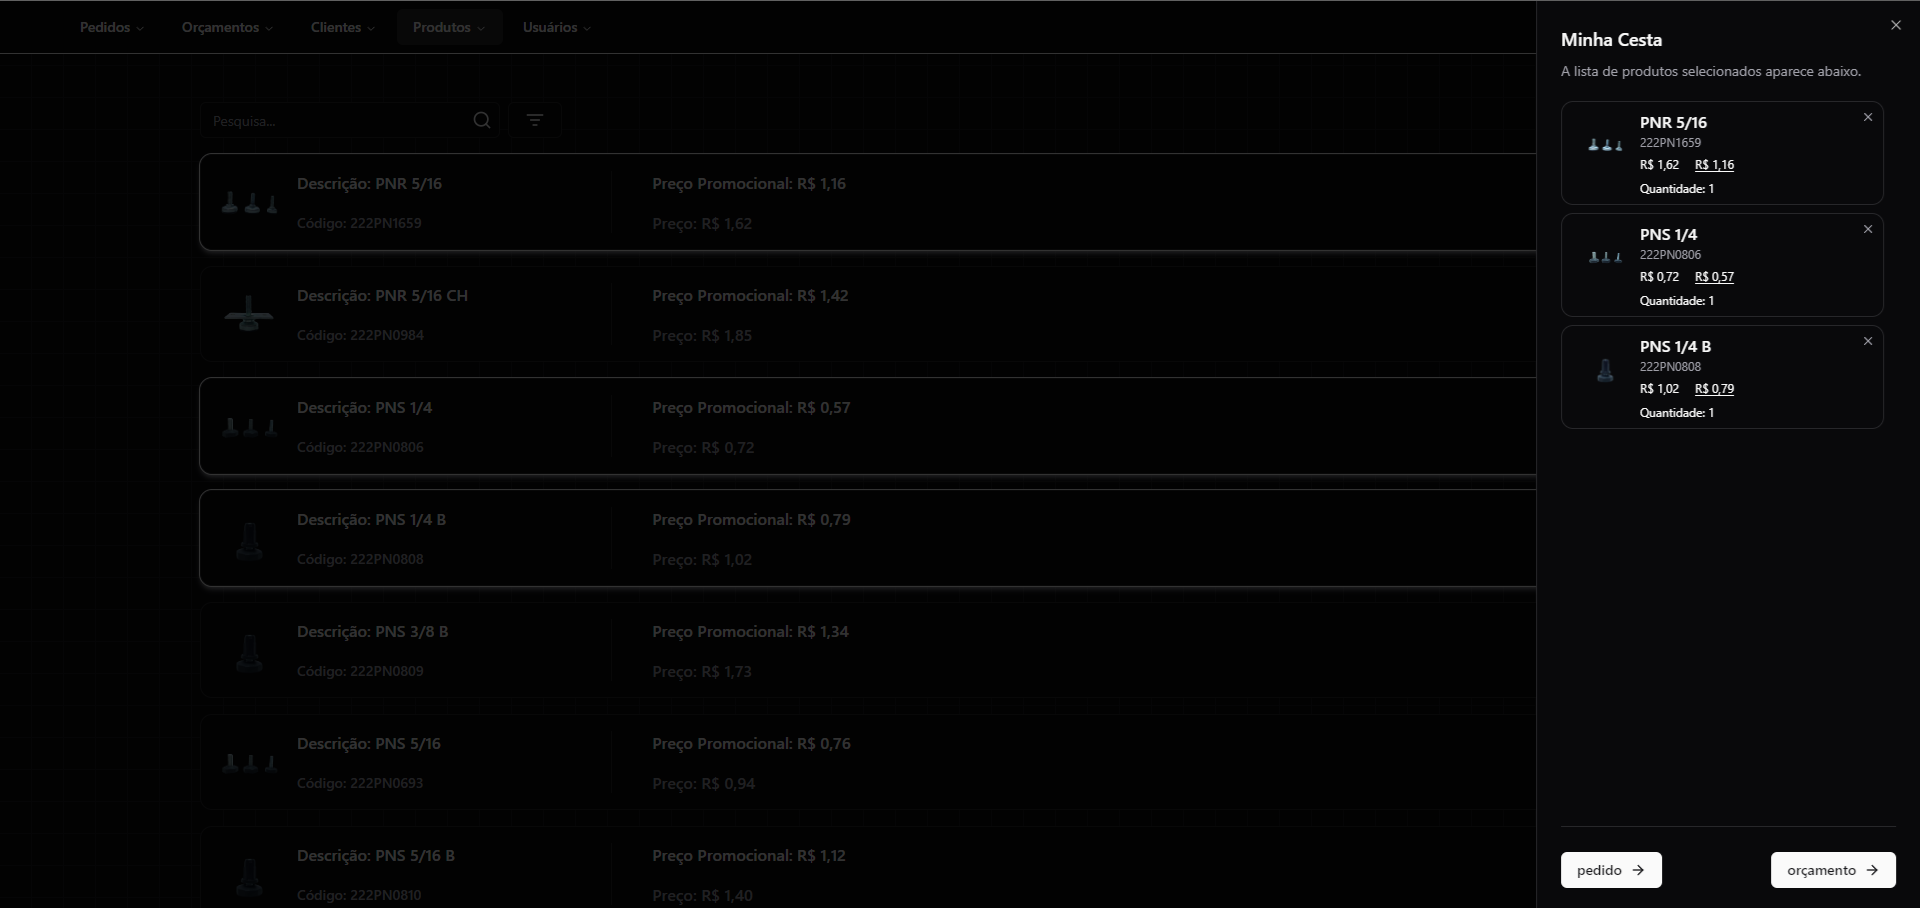 Pedidos Orçamentos Clientes Produtos Usuários
Pesquisa...
Descrição: PNR 5/16 Preço Promocional: R$ 1,16
Código: 222PN1659 Preço: R$ 1,62
Descrição: PNR 5/16 CH Preço Promocional: R$ 1,42
Código: 222PN0984 Preço: R$ 1,85
Descrição: PNS 1/4 Preço Promocional: R$ 0,57
Código: 222PN0806 Preço: R$ 0,72
Descrição: PNS 1/4 B Preço Promocional: R$ 0,79
Código: 222PN0808 Preço: R$ 1,02
Descrição: PNS 3/8 B Preço Promocional: R$ 1,34
Código: 222PN0809 Preço: R$ 1,73
Descrição: PNS 5/16 Preço Promocional: R$ 0,76
Código: 222PN0693 Preço: R$ 0,94
Descrição: PNS 5/16 B Preço Promocional: R$ 1,12
Código: 222PN0810 Preço: R$ 1,40
Minha Cesta
A lista de produtos selecionados aparece abaixo.
PNR 5/16
222PN1659
R$ 1,62 R$ 1,16
Quantidade: 1
PNS 1/4
222PN0806
R$ 0,72 R$ 0,57
Quantidade: 1
PNS 1/4 B
222PN0808
R$ 1,02 R$ 0,79
Quantidade: 1
pedido → orçamento →